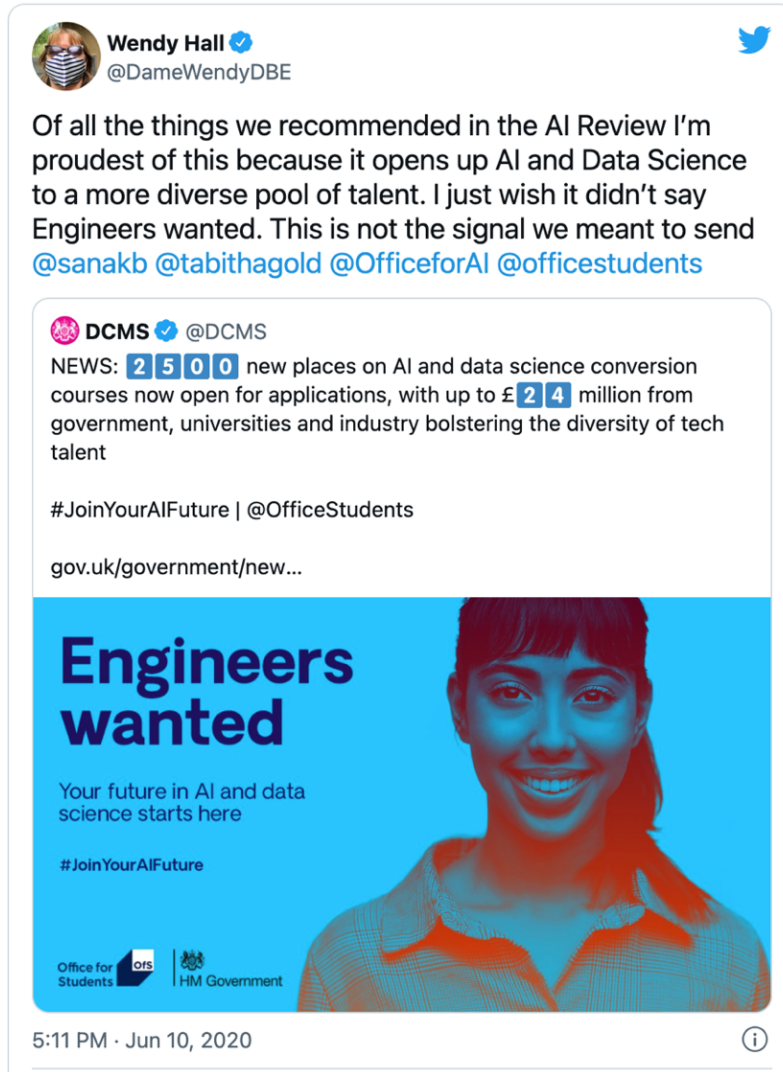 Wendy Hall
@DameWendyDBE
Of all the things we recommended in the AI Review I’m
proudest of this because it opens up AI and Data Science
to a more diverse pool of talent. I just wish it didn’t say
Engineers wanted. This is not the signal we meant to send
@sanakb @tabithagold @OfficeforAI @officestudents
DCMS @DCMS
NEWS: 2500 new places on AI and data science conversion
courses now open for applications, with up to £24 million from
government, universities and industry bolstering the diversity of tech
talent
#JoinYourAIFuture | @OfficeStudents
gov.uk/government/new...
Engineers
wanted
Your future in AI and data
science starts here
#JoinYourAIFuture
Office for
Students
OfS
HM Government
5:11 PM · Jun 10, 2020